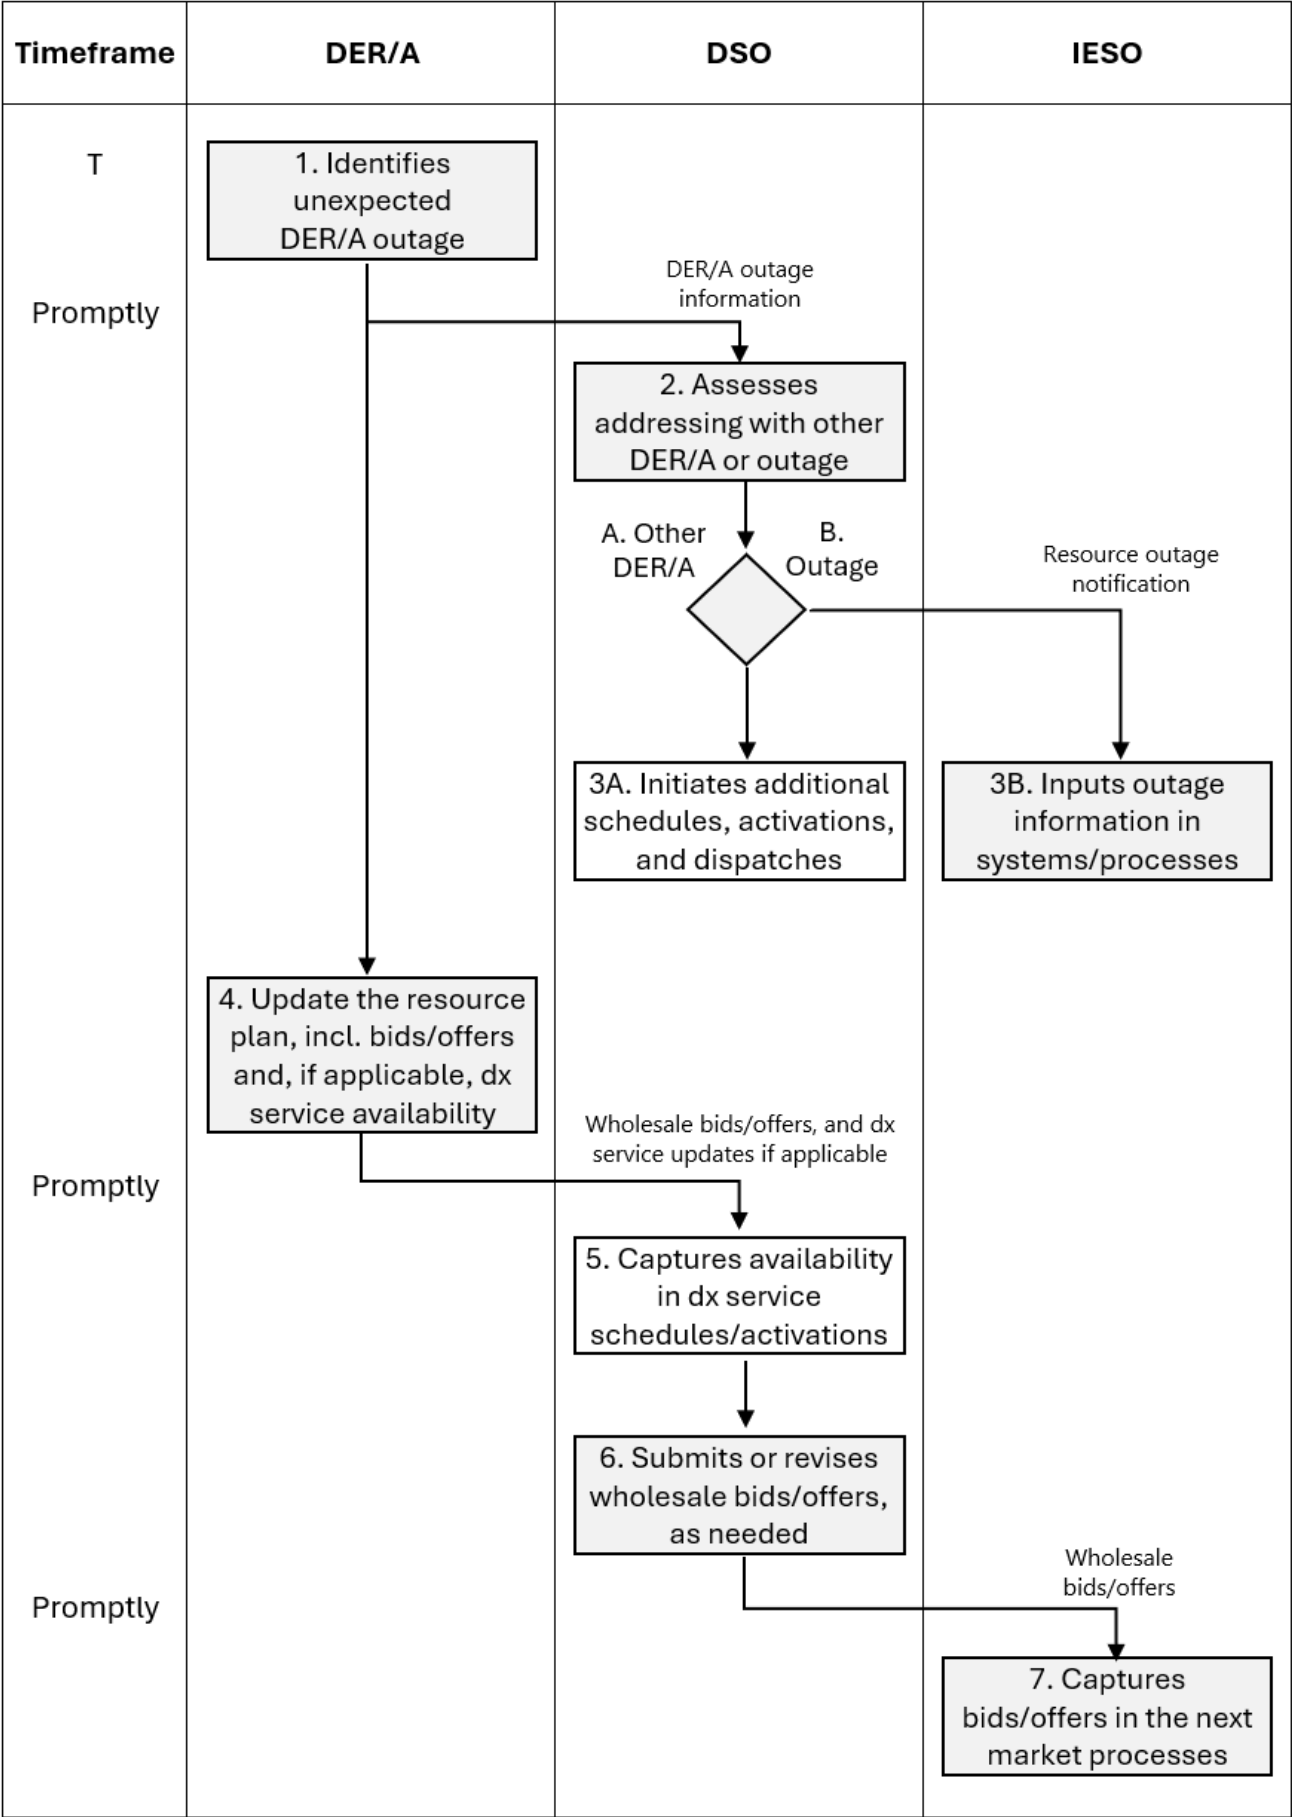 Timeframe
DER/A
DSO
IESO
T
1. Identifies
unexpected
DER/A outage
Promptly
DER/A outage
information
2. Assesses
addressing with other
DER/A or outage
A. Other
DER/A
B.
Outage
Resource outage
notification
3A. Initiates additional
schedules, activations,
and dispatches
3B. Inputs outage
information in
systems/processes
4. Update the resource
plan, incl. bids/offers
and, if applicable, dx
service availability
Wholesale bids/offers, and dx
service updates if applicable
Promptly
5. Captures availability
in dx service
schedules/activations
6. Submits or revises
wholesale bids/offers,
as needed
Wholesale
bids/offers
Promptly
7. Captures
bids/offers in the next
market processes